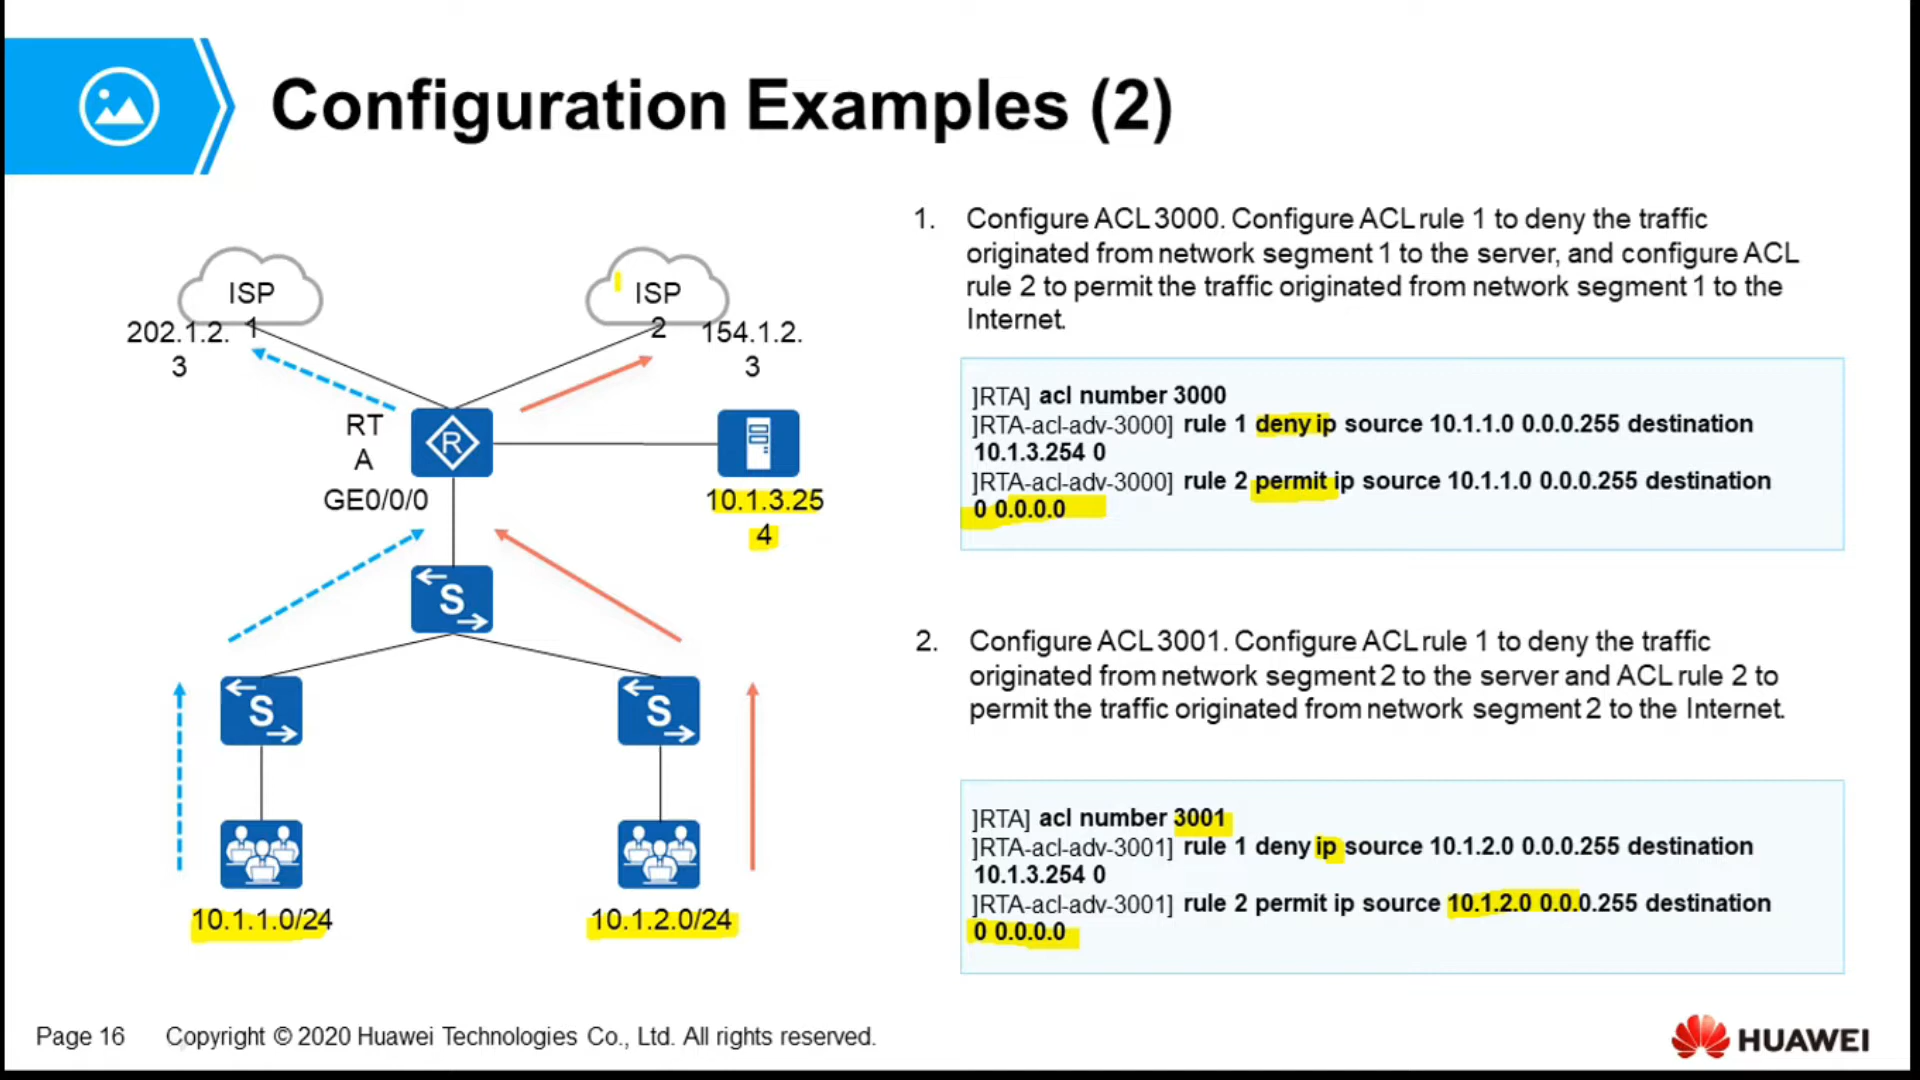 Configuration Examples (2)
ISP
1
202.1.2.
3
ISP
2
154.1.2.
3
RT
A
R
GE0/0/0
10.1.3.25
4
S
S
S
10.1.1.0/24
10.1.2.0/24
1. Configure ACL 3000. Configure ACL rule 1 to deny the traffic
originated from network segment 1 to the server, and configure ACL
rule 2 to permit the traffic originated from network segment 1 to the
Internet.
]RTA] acl number 3000
]RTA-acl-adv-3000] rule 1 deny ip source 10.1.1.0 0.0.0.255 destination
10.1.3.254 0
]RTA-acl-adv-3000] rule 2 permit ip source 10.1.1.0 0.0.0.255 destination
0 0.0.0.0
2. Configure ACL 3001. Configure ACL rule 1 to deny the traffic
originated from network segment 2 to the server and ACL rule 2 to
permit the traffic originated from network segment 2 to the Internet.
]RTA] acl number 3001
]RTA-acl-adv-3001] rule 1 deny ip source 10.1.2.0 0.0.0.255 destination
10.1.3.254 0
]RTA-acl-adv-3001] rule 2 permit ip source 10.1.2.0 0.0.0.255 destination
0 0.0.0.0
Page 16 Copyright © 2020 Huawei Technologies Co., Ltd. All rights reserved.
HUAWEI